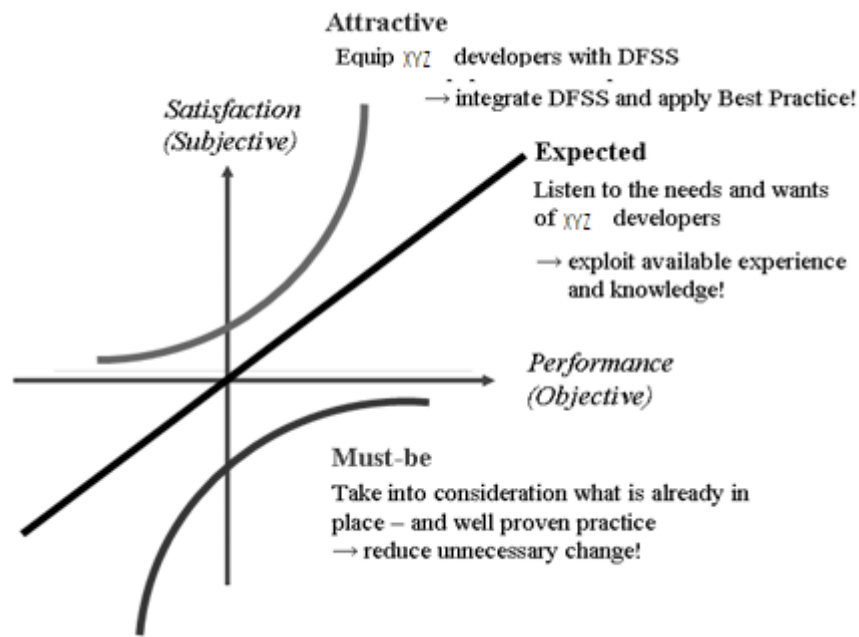 Attractive
Equip XYZ developers with DFSS
→ integrate DFSS and apply Best Practice!
Satisfaction
(Subjective)
Expected
Listen to the needs and wants
of XYZ developers
→ exploit available experience
and knowledge!
Performance
(Objective)
Must-be
Take into consideration what is already in
place – and well proven practice
→ reduce unnecessary change!